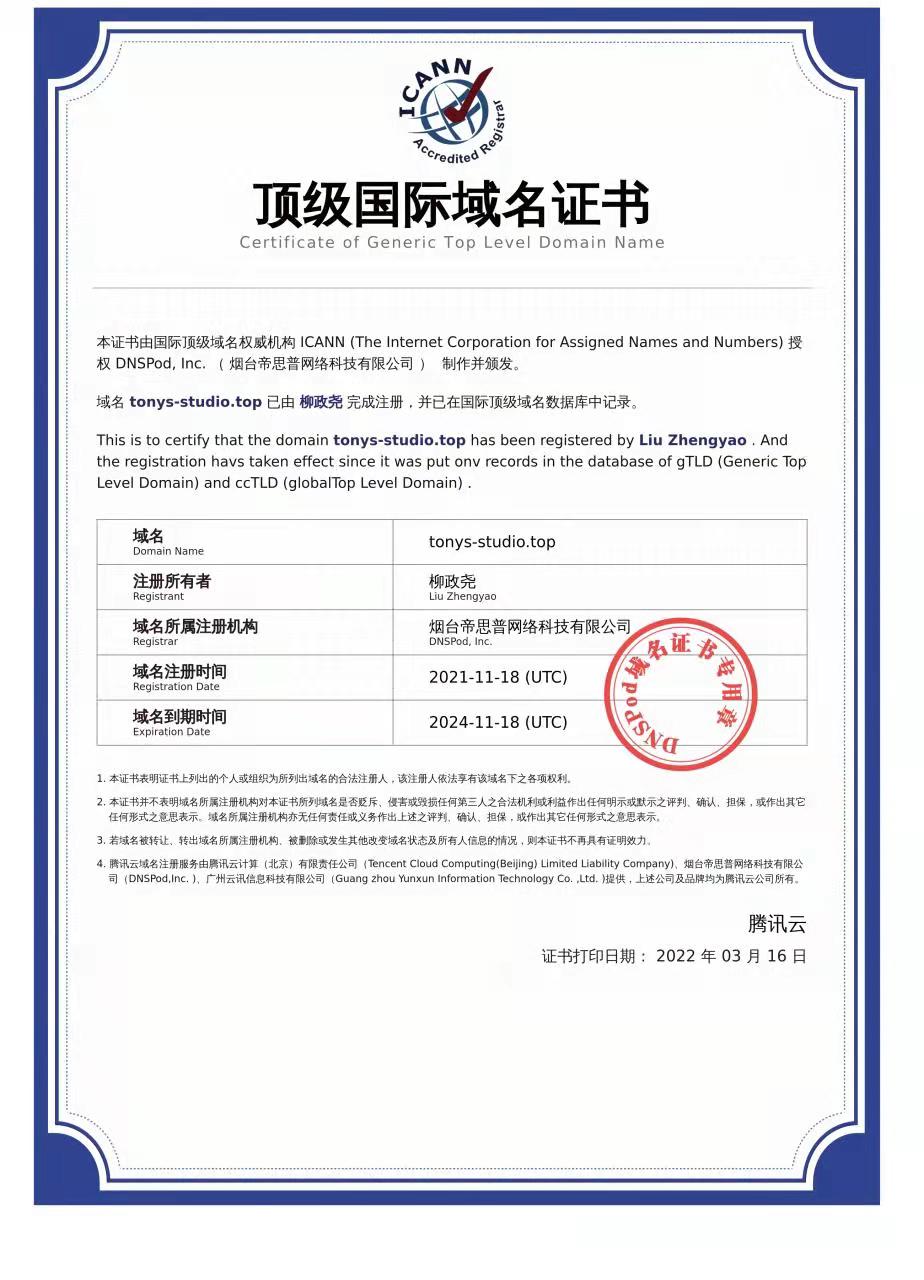 ICANN
Accredited Registrar
顶级国际域名证书
Certificate of Generic Top Level Domain Name
本证书由国际顶级域名权威机构 ICANN (The Internet Corporation for Assigned Names and Numbers) 授
权 DNSPod, Inc. （ 烟台帝思普网络科技有限公司 ） 制作并颁发。
域名 tonys-studio.top 已由 柳政尧 完成注册，并已在国际顶级域名数据库中记录。
This is to certify that the domain tonys-studio.top has been registered by Liu Zhengyao . And
the registration havs taken effect since it was put onv records in the database of gTLD (Generic Top
Level Domain) and ccTLD (globalTop Level Domain) .
域名
Domain Name
tonys-studio.top
注册所有者
Registrant
柳政尧
Liu Zhengyao
域名所属注册机构
Registrar
烟台帝思普网络科技有限公司
DNSPod, Inc.
域名注册时间
Registration Date
2021-11-18 (UTC)
域名到期时间
Expiration Date
2024-11-18 (UTC)
DNSPod域名证书专用章
1. 本证书表明证书上列出的个人或组织为所列出域名的合法注册人，该注册人依法享有该域名下之各项权利。
2. 本证书并不表明域名所属注册机构对本证书所列域名是否贬斥、侵害或毁损任何第三人之合法机利或利益作出任何明示或默示之评判、确认、担保，或作出其它
任何形式之意思表示。域名所属注册机构亦无任何责任或义务作出上述之评判、确认、担保，或作出其它任何形式之意思表示。
3. 若域名被转让、转出域名所属注册机构、被删除或发生其他改变域名状态及所有人信息的情况，则本证书不再具有证明效力。
4. 腾讯云域名注册服务由腾讯云计算（北京）有限责任公司（Tencent Cloud Computing(Beijing) Limited Liability Company)、烟台帝思普网络科技有限公
司（DNSPod,Inc. )、广州云讯信息科技有限公司（Guang zhou Yunxun Information Technology Co. ,Ltd. )提供，上述公司及品牌均为腾讯云公司所有。
腾讯云
证书打印日期： 2022 年 03 月 16 日